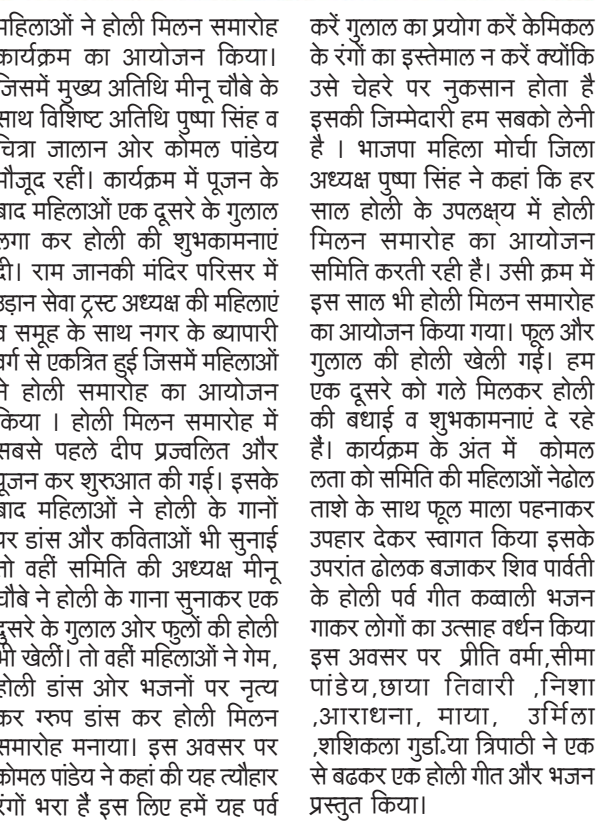 महिलाओं ने होली मिलन समारोह
कार्यक्रम का आयोजन किया।
जिसमें मुख्य अतिथि मीनू चौबे के
साथ विशिष्ट अतिथि पुष्पा सिंह व
चित्रा जालान ओर कोमल पांडेय
मौजूद रहीं। कार्यक्रम में पूजन के
बाद महिलाओं एक दूसरे के गुलाल
लगा कर होली की शुभकामनाएं
दी। राम जानकी मंदिर परिसर में
उड़ान सेवा ट्रस्ट अध्यक्ष की महिलाएं
व समूह के साथ नगर के ब्यापारी
वर्ग से एकत्रित हुई जिसमें महिलाओं
ने होली समारोह का आयोजन
किया । होली मिलन समारोह में
सबसे पहले दीप प्रज्वलित और
पूजन कर शुरुआत की गई। इसके
बाद महिलाओं ने होली के गानों
पर डांस और कविताओं भी सुनाई
तो वहीं समिति की अध्यक्ष मीनू
चौबे ने होली के गाना सुनाकर एक
दुसरे के गुलाल ओर फुलों की होली
भी खेलीं। तो वहीं महिलाओं ने गेम,
होली डांस ओर भजनों पर नृत्य
कर ग्रुप डांस कर होली मिलन
समारोह मनाया। इस अवसर पर
कोमल पांडेय ने कहां की यह त्यौहार
रंगों भरा हैं इस लिए हमें यह पर्व
करें गुलाल का प्रयोग करें केमिकल
के रंगों का इस्तेमाल न करें क्योंकि
उसे चेहरे पर नुकसान होता है
इसकी जिम्मेदारी हम सबको लेनी
है । भाजपा महिला मोर्चा जिला
अध्यक्ष पुष्पा सिंह ने कहां कि हर
साल होली के उपलक्ष्य में होली
मिलन समारोह का आयोजन
समिति करती रही हैं। उसी क्रम में
इस साल भी होली मिलन समारोह
का आयोजन किया गया। फूल और
गुलाल की होली खेली गई। हम
एक दूसरे को गले मिलकर होली
की बधाई व शुभकामनाएं दे रहे
हैं। कार्यक्रम के अंत में कोमल
लता को समिति की महिलाओं नेढोल
ताशे के साथ फूल माला पहनाकर
उपहार देकर स्वागत किया इसके
उपरांत ढोलक बजाकर शिव पार्वती
के होली पर्व गीत कव्वाली भजन
गाकर लोगों का उत्साह वर्धन किया
इस अवसर पर प्रीति वर्मा,सीमा
पांडेय,छाया तिवारी ,निशा
,आराधना, माया, उर्मिला
,शशिकला गुडि़या त्रिपाठी ने एक
से बढकर एक होली गीत और भजन
प्रस्तुत किया।